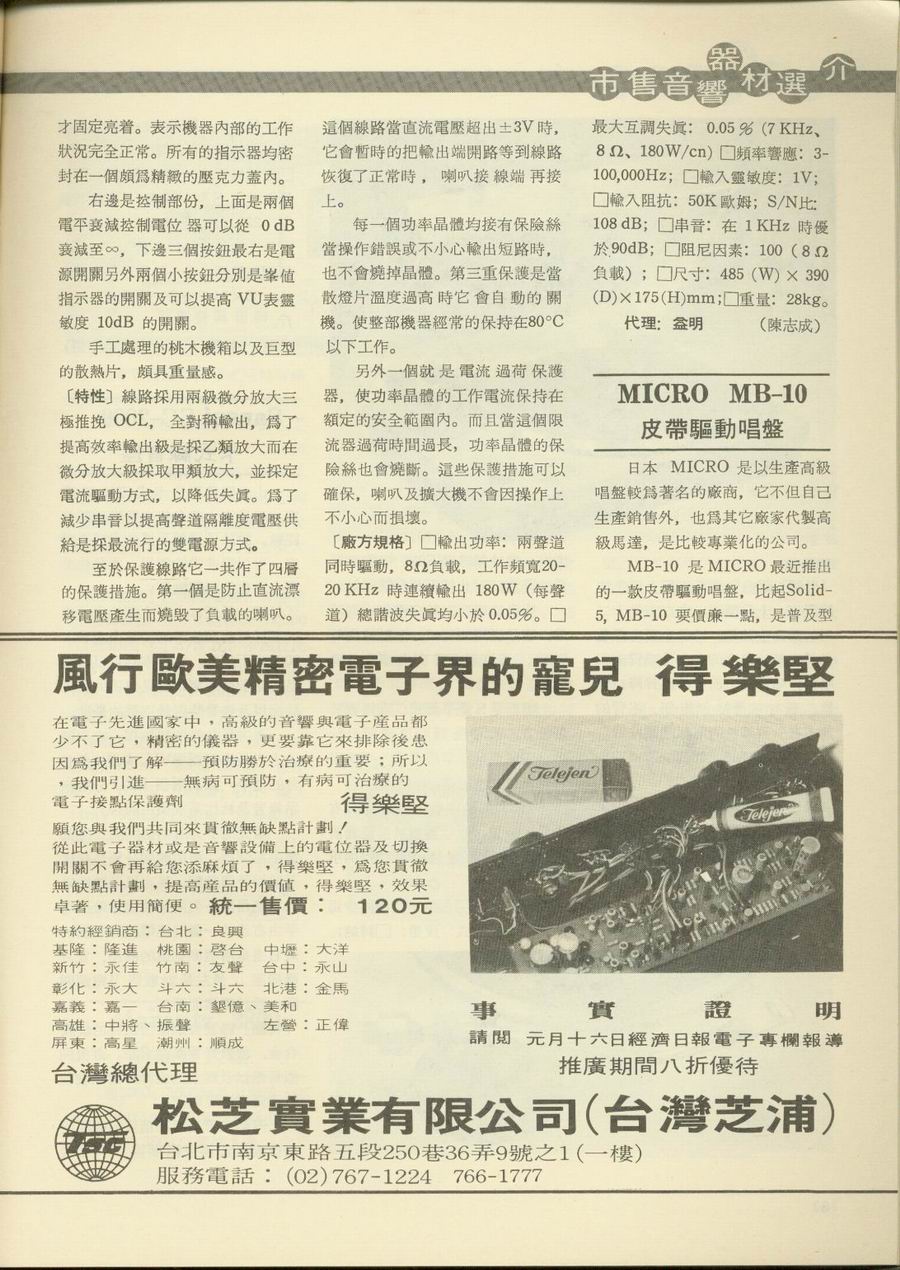 市售音響器材選介
才固定亮着。表示機器內部的工作
狀況完全正常。所有的指示器均密
封在一個頗爲精緻的壓克力蓋內。
右邊是控制部份，上面是兩個
電平衰減控制電位器可以從 0 dB
衰減至∞，下邊三個按鈕最右是電
源開關另外兩個小按鈕分別是峯値
指示器的開關及可以提高 VU表靈
敏度 10dB 的開關。
手工處理的桃木機箱以及巨型
的散熱片，頗具重量感。
〔特性〕線路採用兩級微分放大三
極推挽 OCL， 全對稱輸出，爲了
提高效率輸出級是採乙類放大而在
微分放大級採取甲類放大，並採定
電流驅動方式，以降低失眞。爲了
減少串音以提高聲道隔離度電壓供
給是採最流行的雙電源方式。
至於保護線路它一共作了四層
的保護措施。第一個是防止直流漂
移電壓產生而燒毀了負載的喇叭。
這個線路當直流電壓超出±3V 時，
它會暫時的把輸出端開路等到線路
恢復了正常時， 喇叭接線端再接
上。
每一個功率晶體均接有保險絲
當操作錯誤或不小心輸出短路時，
也不會燒掉晶體。第三重保護是當
散煙片溫度過高時它會自動的關
機。使整部機器經常的保持在80°C
以下工作。
另外一個就是電流過荷保護
器，使功率晶體的工作電流保持在
額定的安全範圍內。而且當這個限
流器過荷時間過長，功率晶體的保
險絲也會燒斷。這些保護措施可以
確保，喇叭及擴大機不會因操作上
不小心而損壞。
〔廠方規格〕□輸出功率：兩聲道
同時驅動，8Ω負載，工作頻寬20-
20 KHz 時連續輸出 180W（每聲
道）總諧波失眞均小於 0.05%。□
最大互調失眞： 0.05 % (7 KHz、
8 Ω、180W/cn) □頻率響應：3-
100,000Hz；□輸入靈敏度：1V；
□輸入阻抗：50K 歐姆；S/N比：
108 dB；□串音：在 1 KHz 時優
於 90dB；□阻尼因素：100（8 Ω
負載）；□尺寸：485 (W) × 390
(D)×175(H)mm；□重量：28kg。
代理：益明 （陳志成）
MICRO MB-10
皮帶驅動唱盤
日本 MICRO 是以生產高級
唱盤較爲著名的廠商，它不但自己
生產銷售外，也爲其它廠家代製高
級馬達，是比較專業化的公司。
MB-10 是 MICRO 最近推出
的一款皮帶驅動唱盤，比起Solid-
5, MB-10 要價廉一點，是普及型
風行歐美精密電子界的寵兒 得樂堅
在電子先進國家中，高級的音響與電子產品都
少不了它，精密的儀器，更要靠它來排除後患
因爲我們了解——預防勝於治療的重要；所以
，我們引進——無病可預防，有病可治療的
電子接點保護劑 得樂堅
願您與我們共同來貫徹無缺點計劃！
從此電子器材或是音響設備上的電位器及切換
開關不會再給您添麻煩了，得樂堅，爲您貫徹
無缺點計劃，提高產品的價値，得樂堅，效果
卓著，使用簡便。統一售價： 120元
特約經銷商：台北：良興
基隆：隆進 桃園：啓台 中壢：大洋
新竹：永佳 竹南：友聲 台中：永山
彰化：永大 斗六：斗六 北港：金馬
嘉義：嘉一 台南：墾億、美和
高雄：中將、振聲 左營：正偉
屏東：高星 潮州：順成
Telejen
Telejen
事實證明
請閱 元月十六日經濟日報電子專欄報導
推廣期間八折優待
台灣總代理
TSC
松芝實業有限公司(台灣芝浦)
台北市南京東路五段250巷36弄9號之1(一樓)
服務電話：(02)767-1224 766-1777